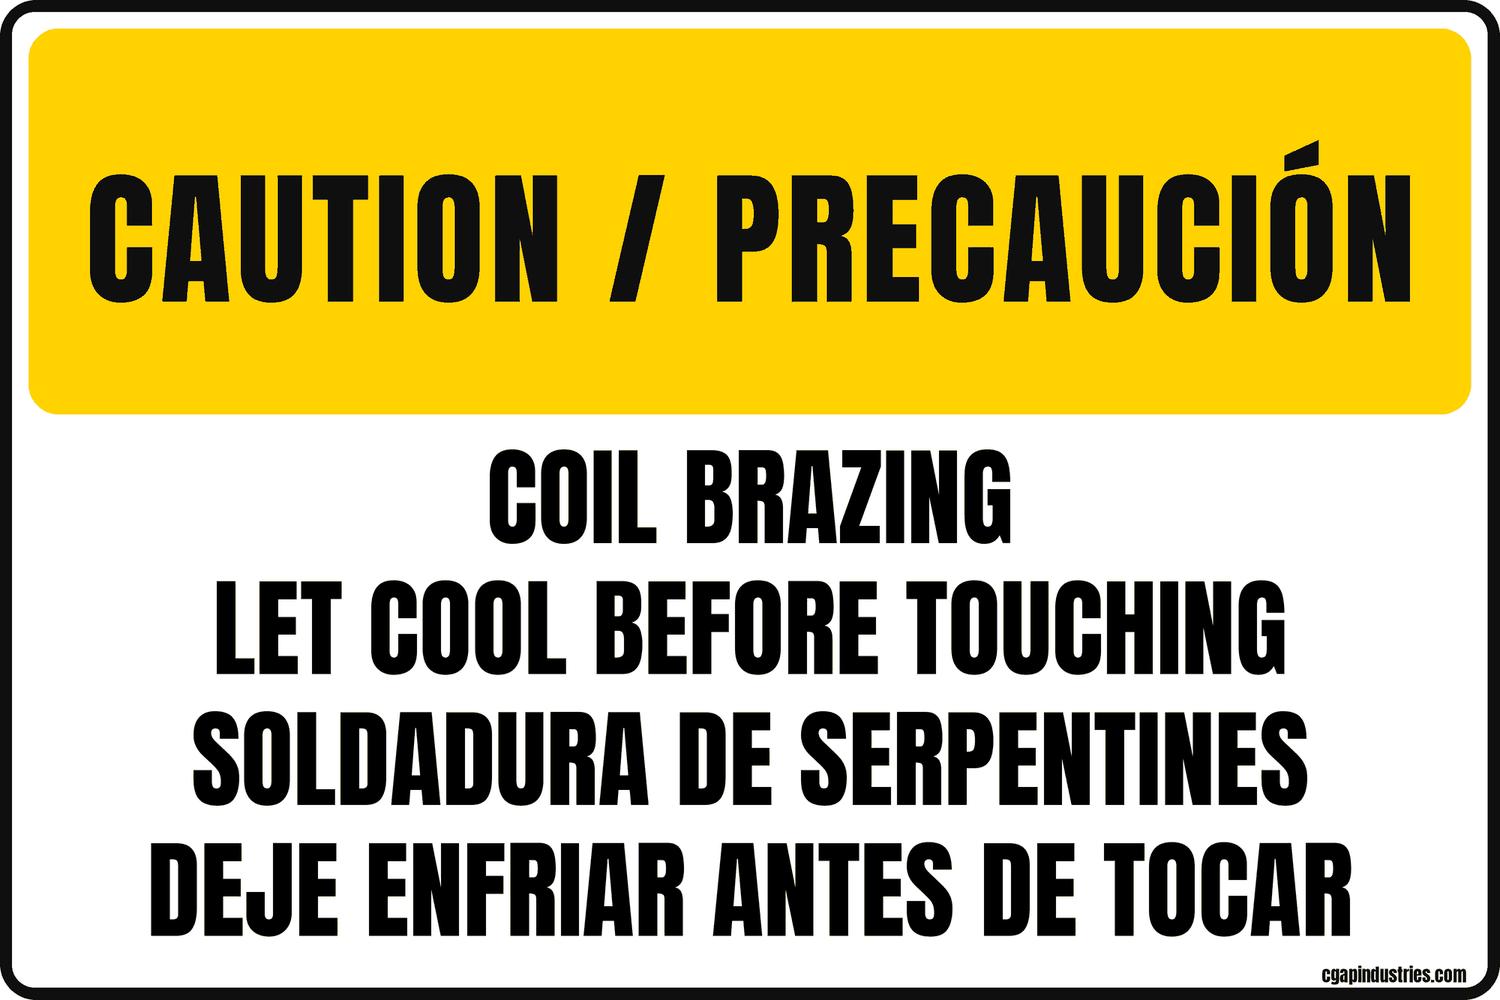 CAUTION / PRECAUCIÓN
COIL BRAZING
LET COOL BEFORE TOUCHING
SOLDADURA DE SERPENTINES
DEJE ENFRIAR ANTES DE TOCAR
cgapindustries.com